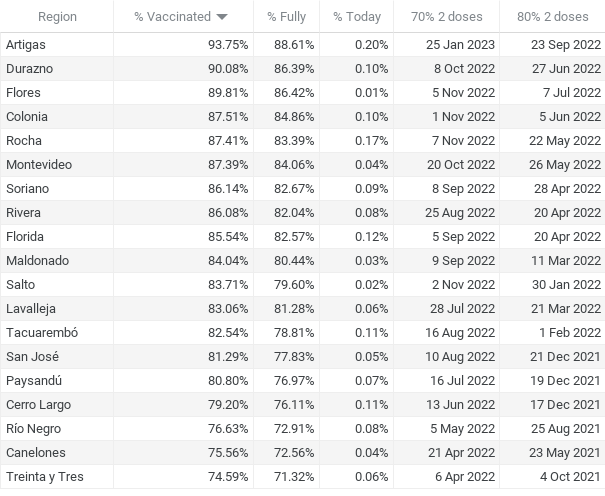 Region % Vaccinated % Fully % Today 70% 2 doses 80% 2 doses
Artigas 93.75% 88.61% 0.20% 25 Jan 2023 23 Sep 2022
Durazno 90.08% 86.39% 0.10% 8 Oct 2022 27 Jun 2022
Flores 89.81% 86.42% 0.01% 5 Nov 2022 7 Jul 2022
Colonia 87.51% 84.86% 0.10% 1 Nov 2022 5 Jun 2022
Rocha 87.41% 83.39% 0.17% 7 Nov 2022 22 May 2022
Montevideo 87.39% 84.06% 0.04% 20 Oct 2022 26 May 2022
Soriano 86.14% 82.67% 0.09% 8 Sep 2022 28 Apr 2022
Rivera 86.08% 82.04% 0.08% 25 Aug 2022 20 Apr 2022
Florida 85.54% 82.57% 0.12% 5 Sep 2022 20 Apr 2022
Maldonado 84.04% 80.44% 0.03% 9 Sep 2022 11 Mar 2022
Salto 83.71% 79.60% 0.02% 2 Nov 2022 30 Jan 2022
Lavalleja 83.06% 81.28% 0.06% 28 Jul 2022 21 Mar 2022
Tacuarembó 82.54% 78.81% 0.11% 16 Aug 2022 1 Feb 2022
San José 81.29% 77.83% 0.05% 10 Aug 2022 21 Dec 2021
Paysandú 80.80% 76.97% 0.07% 16 Jul 2022 19 Dec 2021
Cerro Largo 79.20% 76.11% 0.11% 13 Jun 2022 17 Dec 2021
Río Negro 76.63% 72.91% 0.08% 5 May 2022 25 Aug 2021
Canelones 75.56% 72.56% 0.04% 21 Apr 2022 23 May 2021
Treinta y Tres 74.59% 71.32% 0.06% 6 Apr 2022 4 Oct 2021